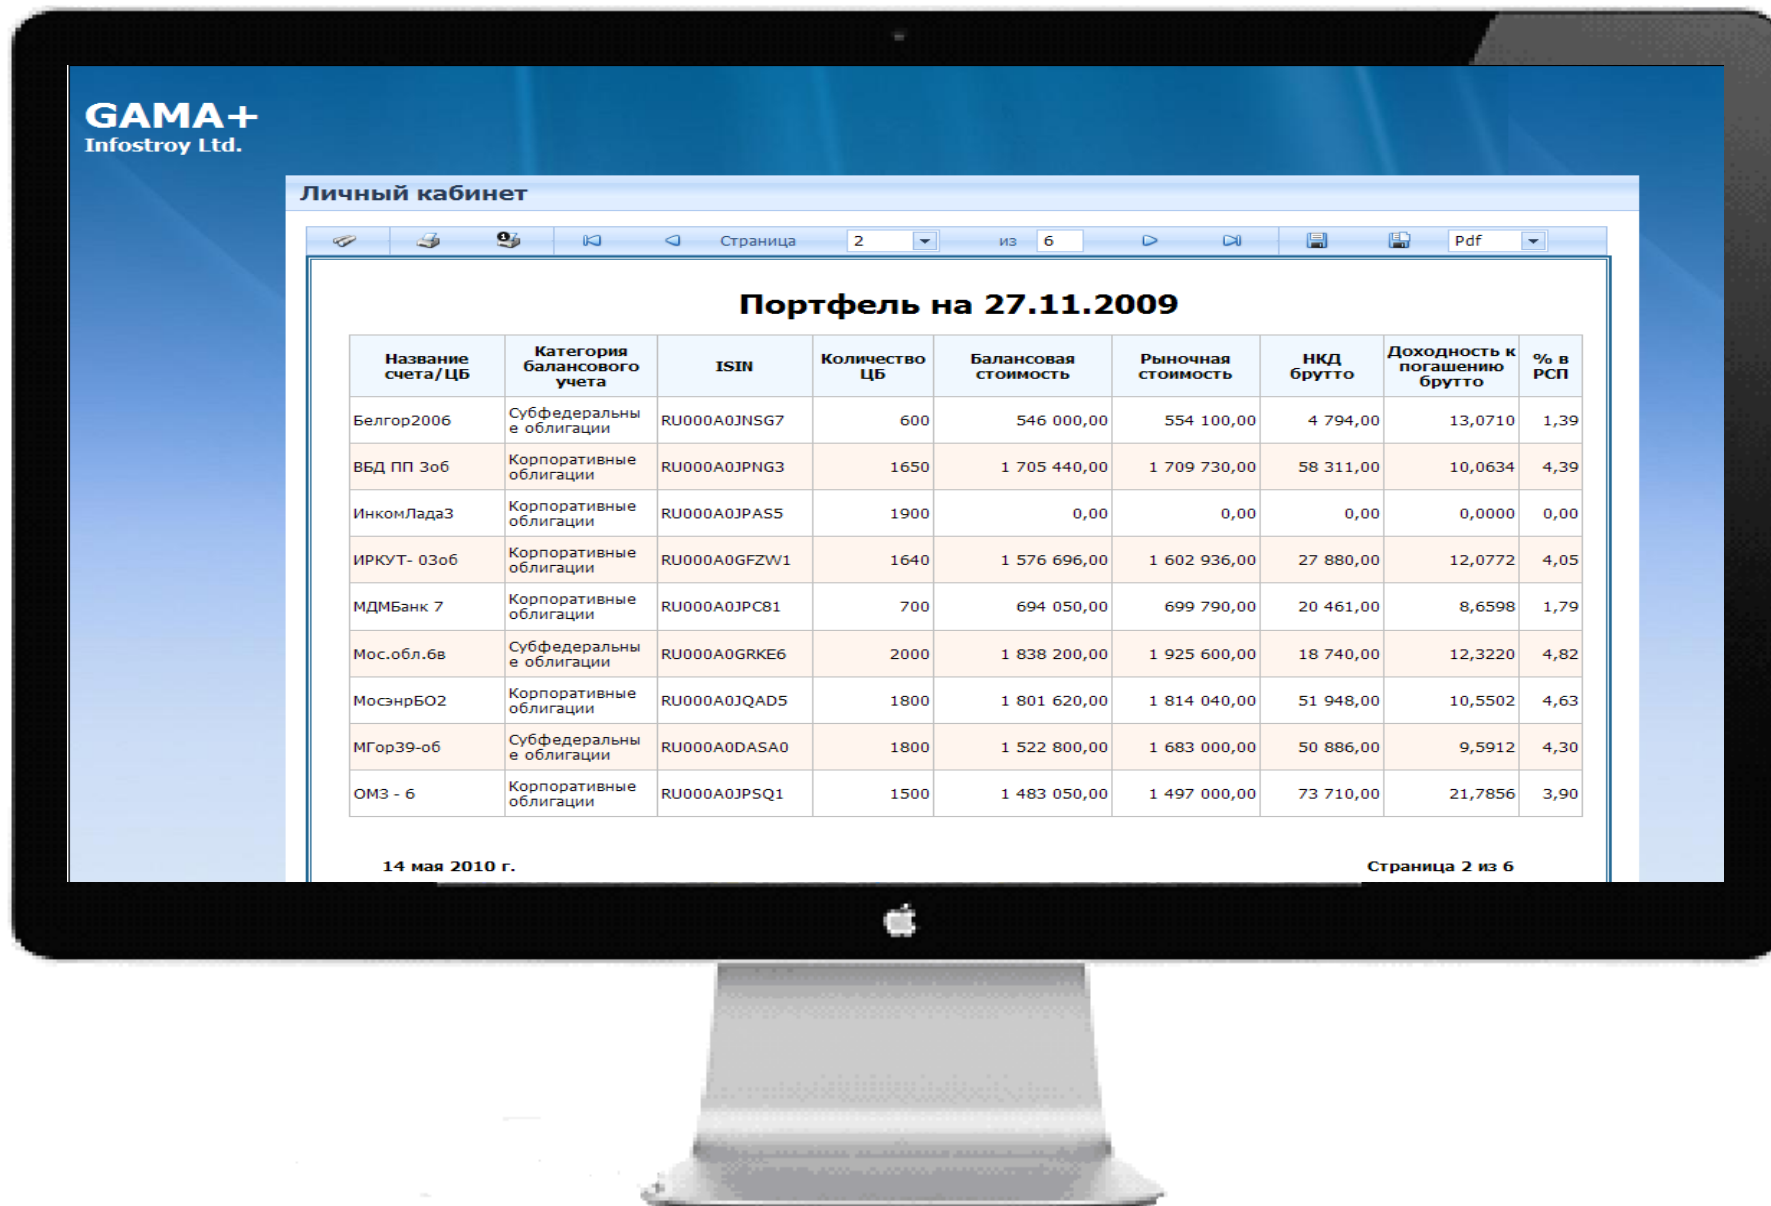 GAMA+
Infostroy Ltd.
Личный кабинет
Страница 2 из 6 Pdf
Портфель на 27.11.2009
Название счета/ЦБ Категория балансового учета ISIN Количество ЦБ Балансовая стоимость Рыночная стоимость НКД брутто Доходность к погашению брутто % в РСП
Белгор2006 Субфедеральны е облигации RU000A0JNSG7 600 546 000,00 554 100,00 4 794,00 13,0710 1,39
ВБД ПП 3об Корпоративные облигации RU000A0JPNG3 1650 1 705 440,00 1 709 730,00 58 311,00 10,0634 4,39
ИнкомЛада3 Корпоративные облигации RU000A0JPAS5 1900 0,00 0,00 0,00 0,0000 0,00
ИРКУТ- 03об Корпоративные облигации RU000A0GFZW1 1640 1 576 696,00 1 602 936,00 27 880,00 12,0772 4,05
МДМБанк 7 Корпоративные облигации RU000A0JPC81 700 694 050,00 699 790,00 20 461,00 8,6598 1,79
Мос.обл.6в Субфедеральны е облигации RU000A0GRKE6 2000 1 838 200,00 1 925 600,00 18 740,00 12,3220 4,82
МосэнрБО2 Корпоративные облигации RU000A0JQAD5 1800 1 801 620,00 1 814 040,00 51 948,00 10,5502 4,63
МГор39-об Субфедеральны е облигации RU000A0DASA0 1800 1 522 800,00 1 683 000,00 50 886,00 9,5912 4,30
ОМЗ - 6 Корпоративные облигации RU000A0JPSQ1 1500 1 483 050,00 1 497 000,00 73 710,00 21,7856 3,90
14 мая 2010 г. Страница 2 из 6